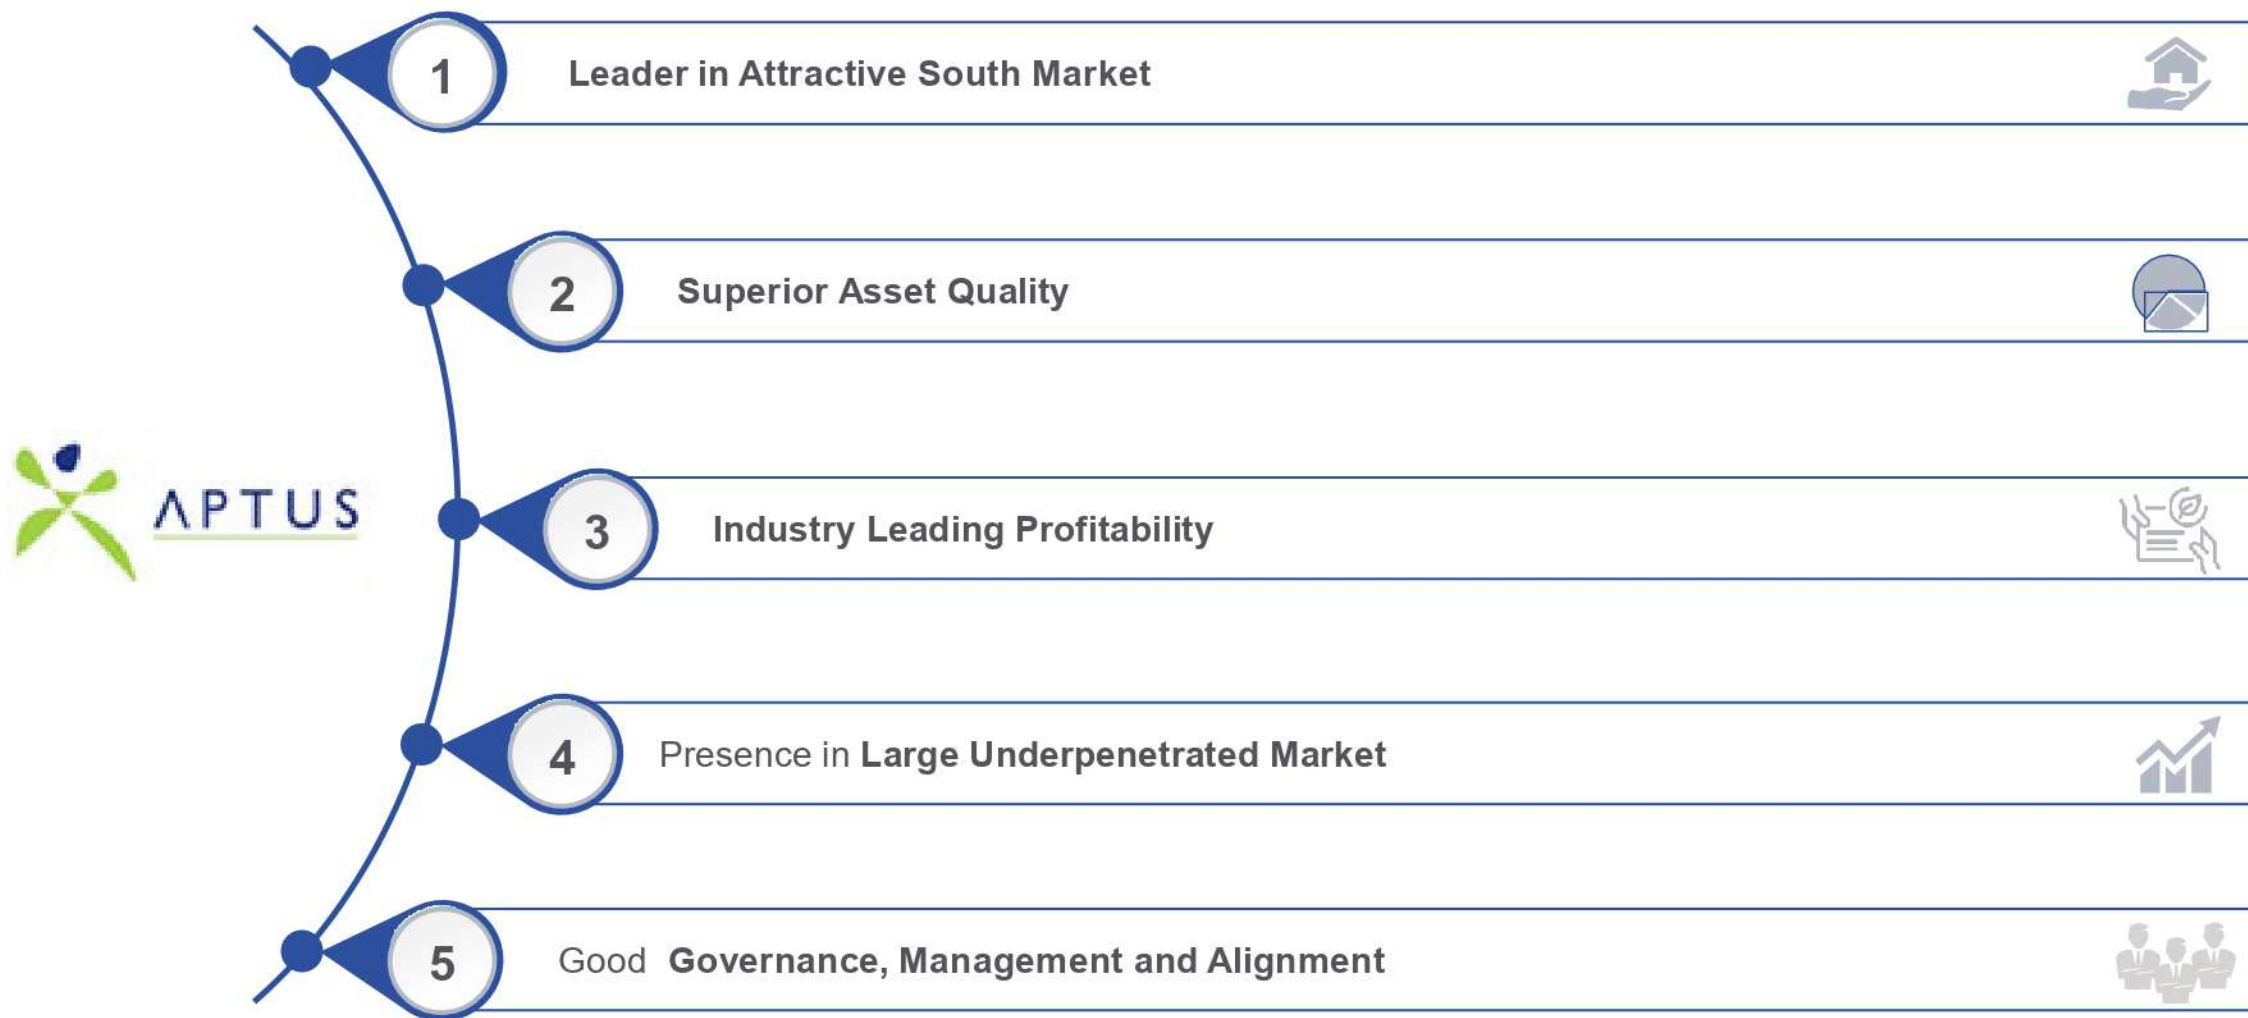 1
Leader in Attractive South Market
2
Superior Asset Quality
APTUS
3
Industry Leading Profitability
4
Presence in Large Underpenetrated Market
5
Good Governance, Management and Alignment